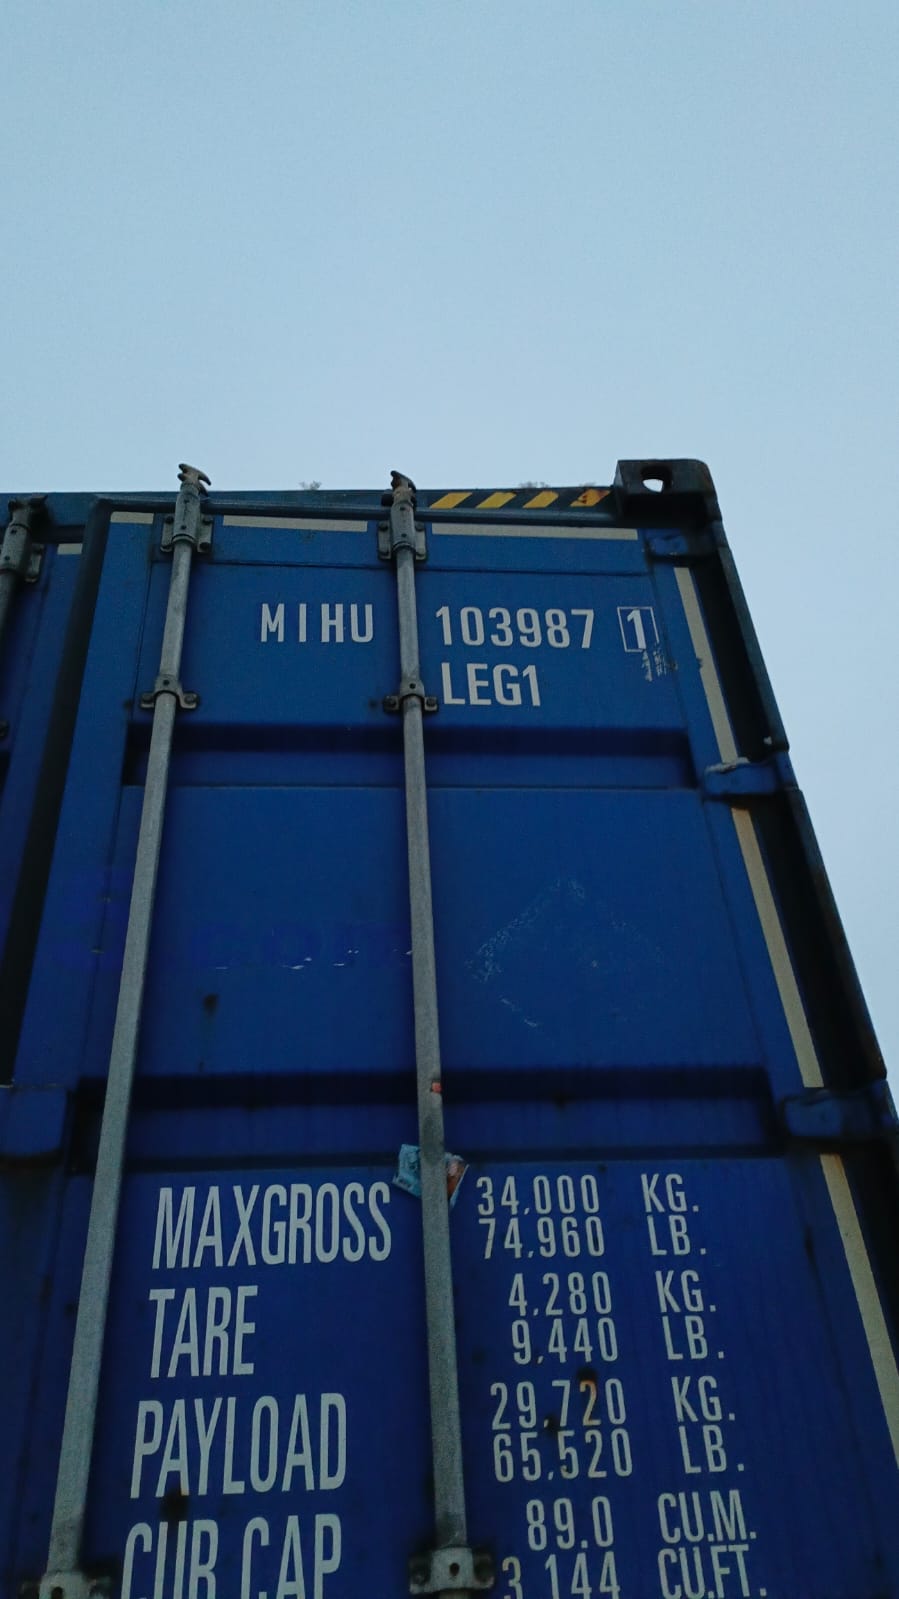 MIHU 103987 1
LEG1
MAXGROSS 34,000 KG.
74,960 LB.
TARE 4,280 KG.
9,440 LB.
PAYLOAD 29,720 KG.
65,520 LB.
CUB.CAP. 89.0 CU.M.
3,144 CU.FT.